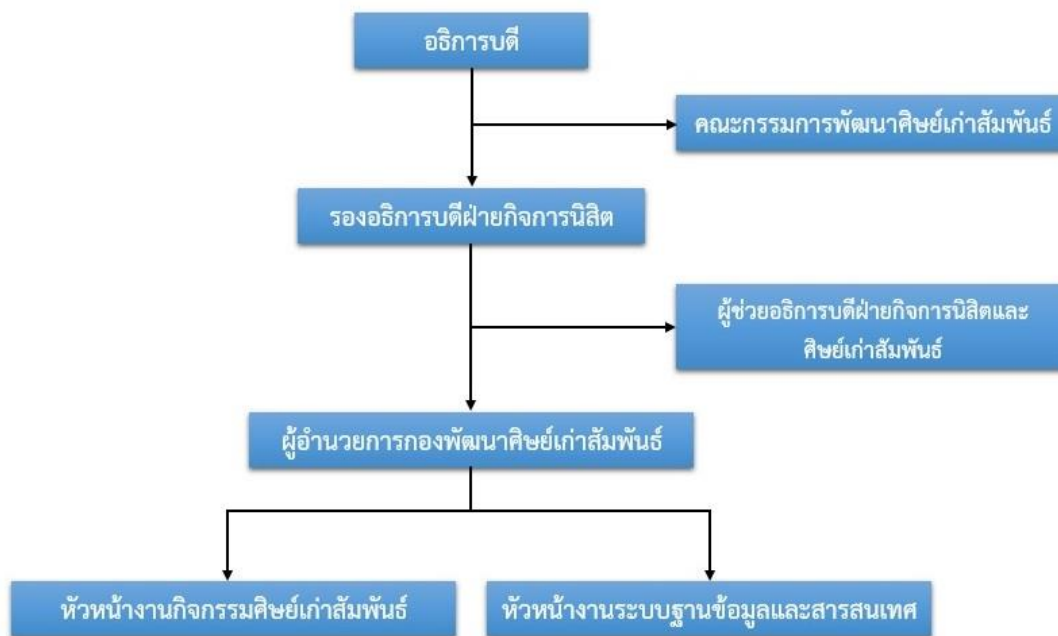 อธิการบดี
คณะกรรมการพัฒนาศิษย์เก่าสัมพันธ์
รองอธิการบดีฝ่ายกิจการนิสิต
ผู้ช่วยอธิการบดีฝ่ายกิจการนิสิตและ
ศิษย์เก่าสัมพันธ์
ผู้อำนวยการกองพัฒนาศิษย์เก่าสัมพันธ์
หัวหน้างานกิจกรรมศิษย์เก่าสัมพันธ์
หัวหน้างานระบบฐานข้อมูลและสารสนเทศ